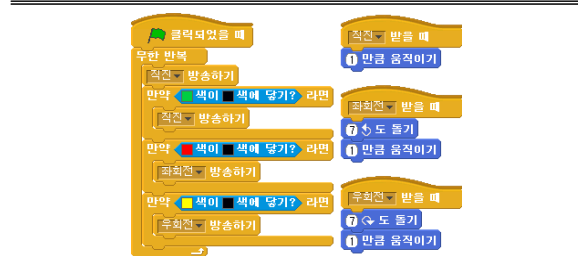 클릭되었을 때
무한 반복
직진 방송하기
만약 색이 색에 닿기? 라면
직진 방송하기
만약 색이 색에 닿기? 라면
좌회전 방송하기
만약 색이 색에 닿기? 라면
우회전 방송하기
직진 받을 때
1 만큼 움직이기
좌회전 받을 때
7 도 돌기
1 만큼 움직이기
우회전 받을 때
7 도 돌기
1 만큼 움직이기